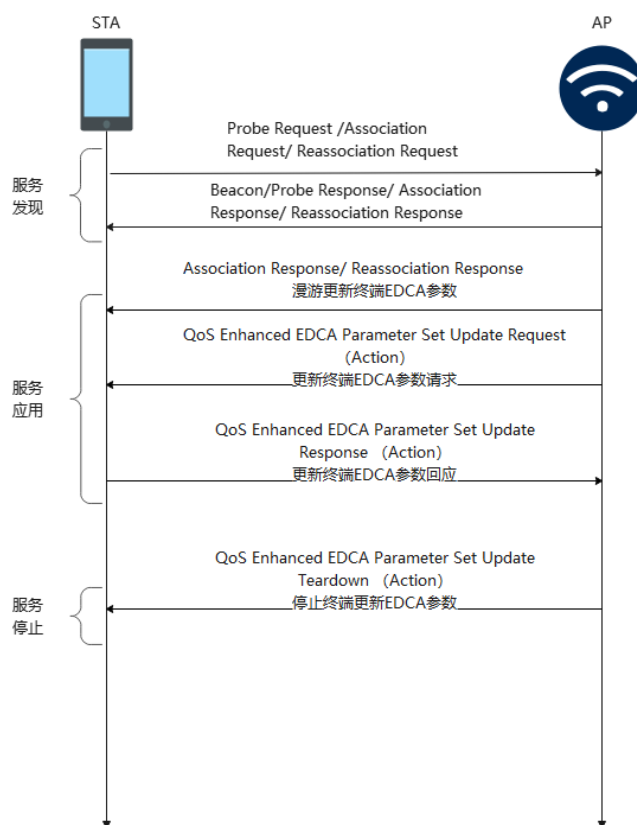 STA
AP
Probe Request /Association
Request/ Reassociation Request
服务
发现
Beacon/Probe Response/ Association
Response/ Reassociation Response
Association Response/ Reassociation Response
漫游更新终端EDCA参数
QoS Enhanced EDCA Parameter Set Update Request
（Action）
更新终端EDCA参数请求
服务
应用
QoS Enhanced EDCA Parameter Set Update
Response （Action）
更新终端EDCA参数回应
QoS Enhanced EDCA Parameter Set Update
Teardown （Action）
停止终端更新EDCA参数
服务
停止